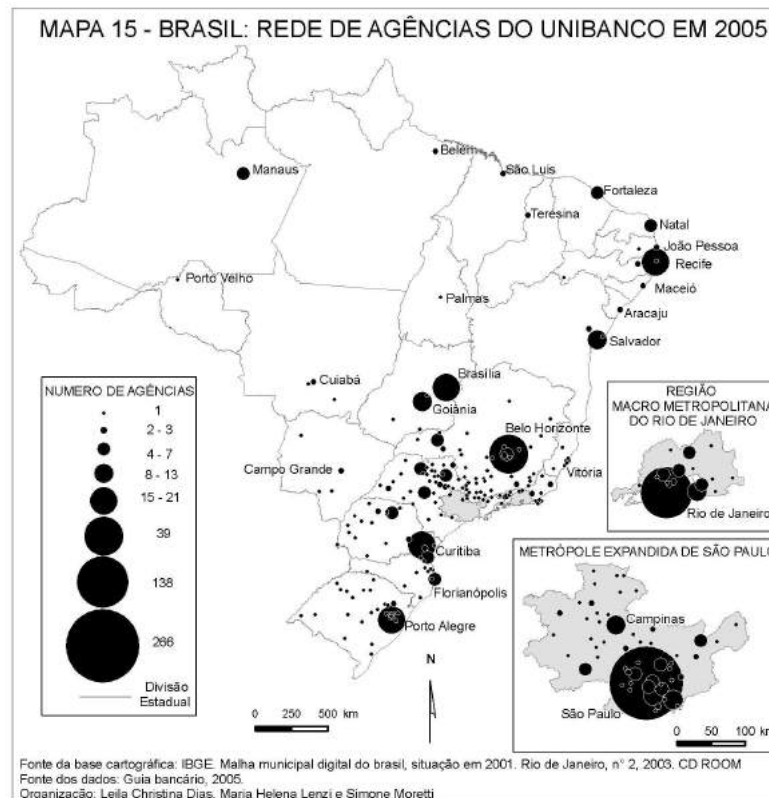 MAPA 15 - BRASIL: REDE DE AGÊNCIAS DO UNIBANCO EM 2005
Belém
São Luis
Manaus
Fortaleza
Teresina
Natal
João Pessoa
Recife
Porto Velho
Palmas
Maceió
Aracaju
Salvador
Cuiabá
Brasília
Goiânia
Belo Horizonte
Campo Grande
Vitória
Curitiba
Florianópolis
Porto Alegre
NUMERO DE AGÊNCIAS
1
2 - 3
4 - 7
8 - 13
15 - 21
39
138
266
Divisão
Estadual
REGIÃO
MACRO METROPOLITANA
DO RIO DE JANEIRO
Rio de Janeiro
METRÓPOLE EXPANDIDA DE SÃO PAULO
Campinas
São Paulo
0 50 100 km
N
0 250 500 km
Fonte da base cartográfica: IBGE. Malha municipal digital do brasil, situação em 2001. Rio de Janeiro, n° 2, 2003. CD ROOM
Fonte dos dados: Guia bancário, 2005.
Organização: Leila Christina Dias, Maria Helena Lenzi e Simone Moretti